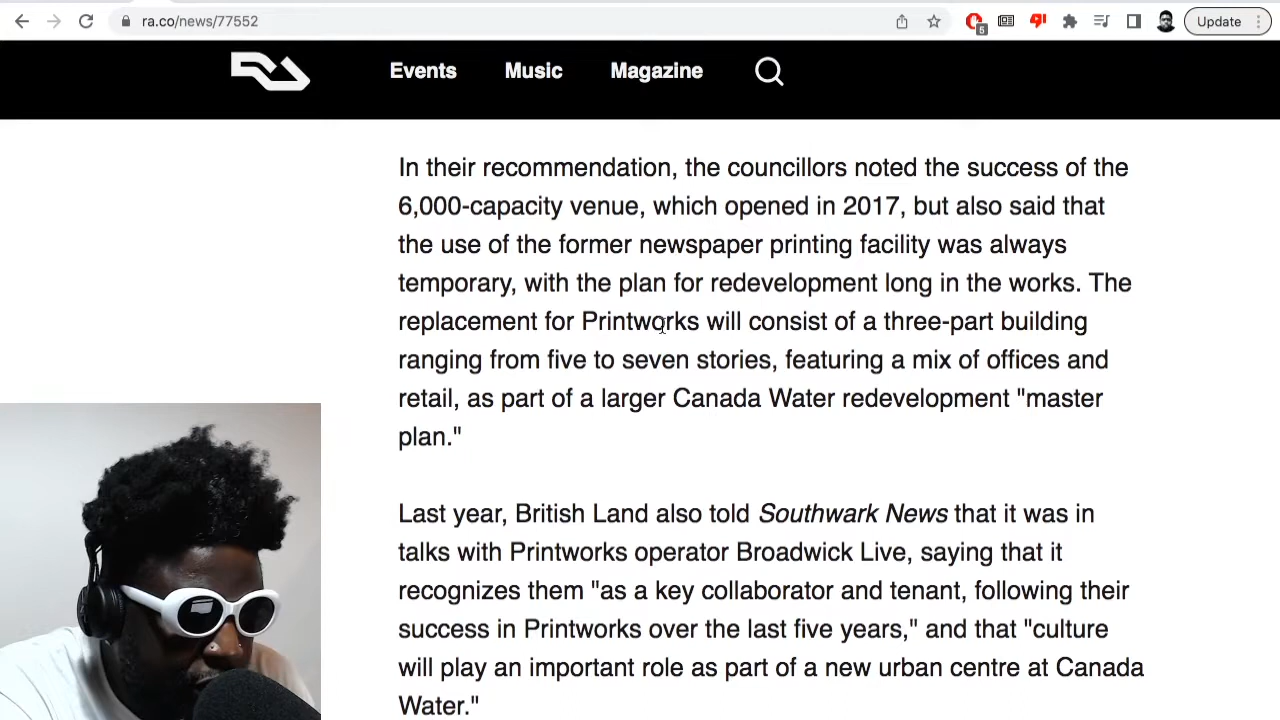 ra.co/news/77552
5
Update
Events Music Magazine
In their recommendation, the councillors noted the success of the
6,000-capacity venue, which opened in 2017, but also said that
the use of the former newspaper printing facility was always
temporary, with the plan for redevelopment long in the works. The
replacement for Printworks will consist of a three-part building
ranging from five to seven stories, featuring a mix of offices and
retail, as part of a larger Canada Water redevelopment "master
plan."
Last year, British Land also told Southwark News that it was in
talks with Printworks operator Broadwick Live, saying that it
recognizes them "as a key collaborator and tenant, following their
success in Printworks over the last five years," and that "culture
will play an important role as part of a new urban centre at Canada
Water."